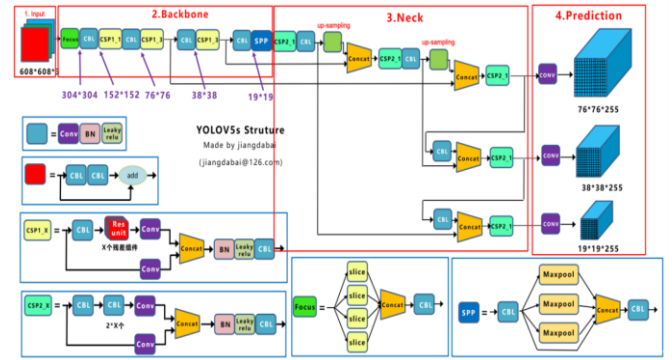 1. Input
2.Backbone
3.Neck
4.Prediction
up-sampling
up-sampling
Focus CBL CSP1_1 CBL CSP1_3 CBL CSP1_3 CBL SPP CSP2_1 CBL
Concat CSP2_1 CBL
Concat CSP2_1 CONV
608*608*3
304*304 152*152 76*76 38*38 19*19
76*76*255
YOLOV5s Struture
Made by jiangdabai
(jiangdabai@126.com)
CBL Concat CSP2_1 CONV
38*38*255
CBL Concat CSP2_1 CONV
19*19*255
= Conv BN Leaky relu
= CBL CBL add
CSP1_X = CBL Res unit Conv
X个残差组件
Concat BN Leaky relu CBL
Conv
CSP2_X = CBL CBL Conv
2*X个
Concat BN Leaky relu CBL
Conv
Focus =
slice
slice
slice
slice
Concat CBL
SPP = CBL
Maxpool
Maxpool
Maxpool
Concat CBL